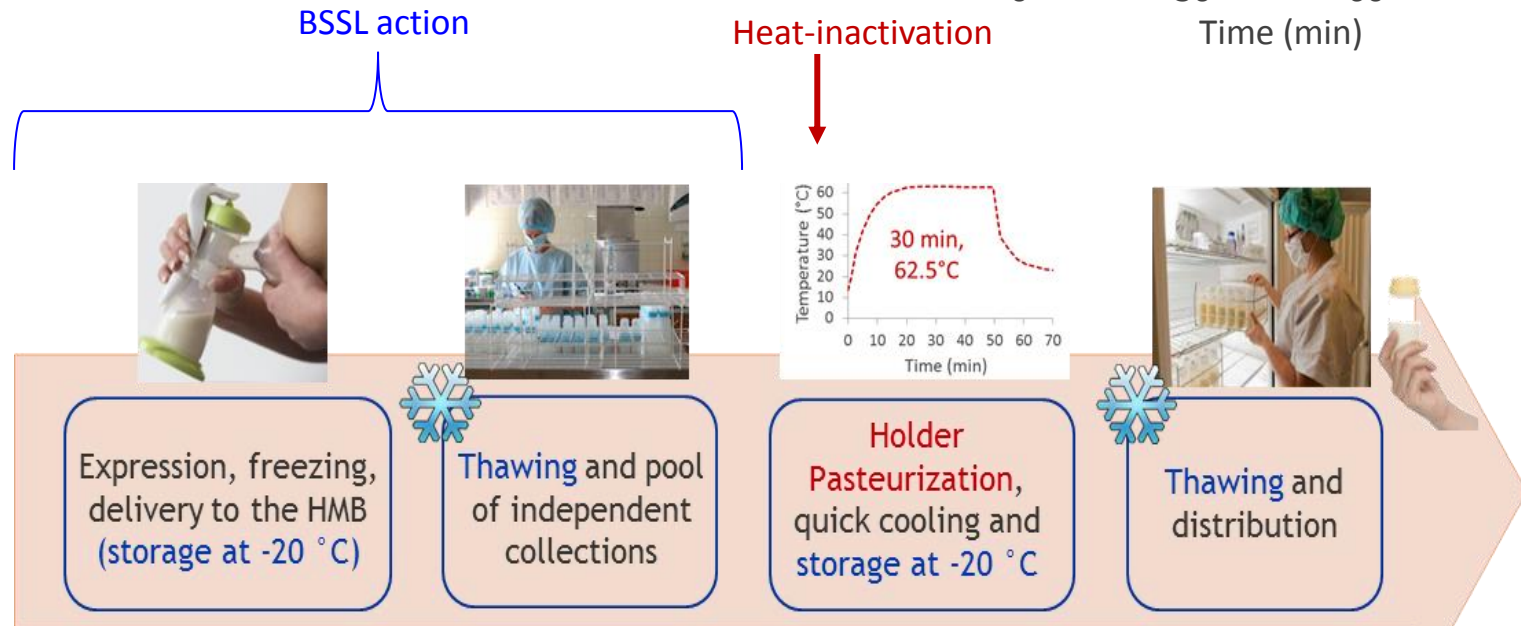 BSSL action
Heat-inactivation
Time (min)
Temperature (°C)
60
50
40
30
20
10
0
30 min,
62.5°C
0 10 20 30 40 50 60 70
Time (min)
Expression, freezing,
delivery to the HMB
(storage at -20 °C)
Thawing and pool
of independent
collections
Holder
Pasteurization,
quick cooling and
storage at -20 °C
Thawing and
distribution